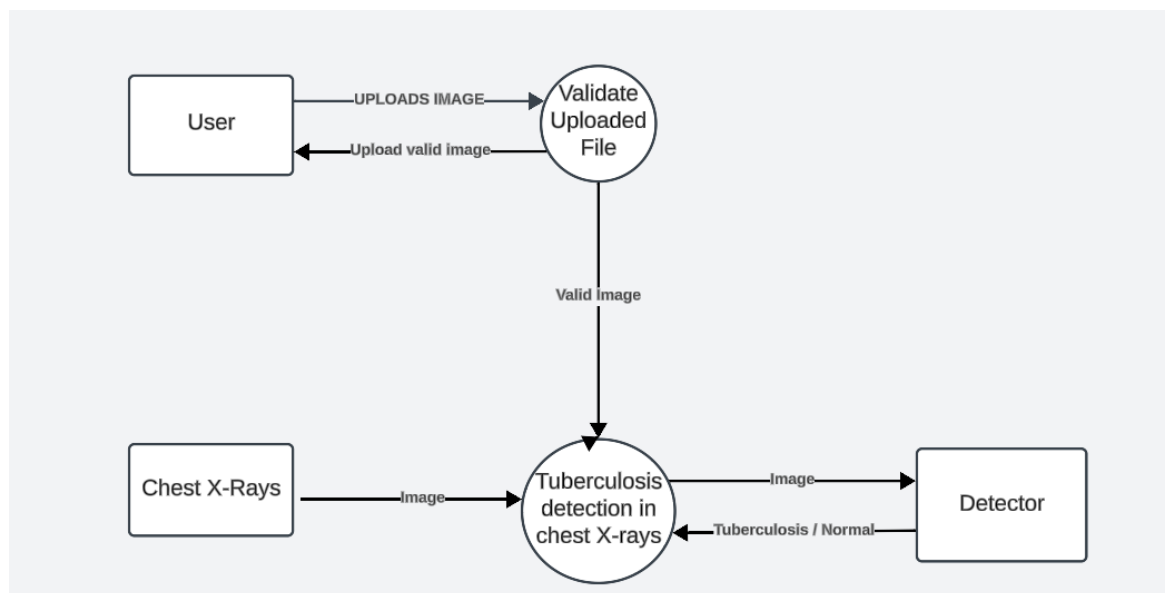 User
UPLOADS IMAGE
Upload valid image
Validate
Uploaded
File
Valid Image
Chest X-Rays
Image
Tuberculosis
detection in
chest X-rays
Image
Tuberculosis / Normal
Detector